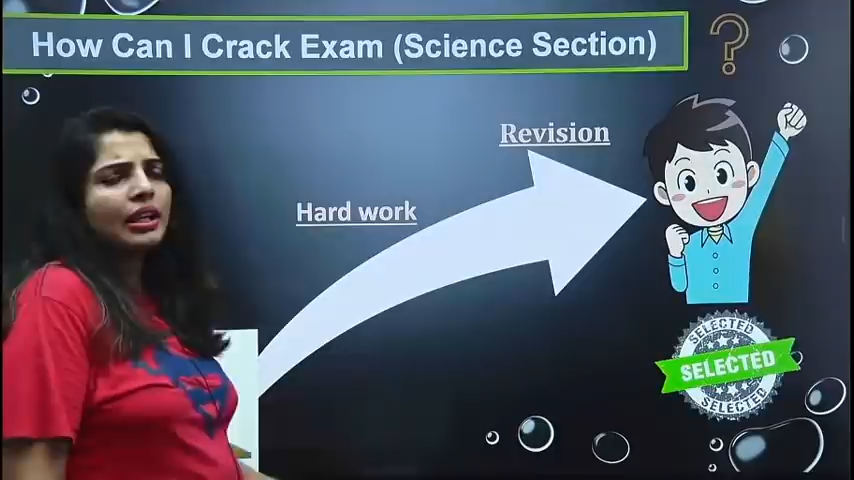 How Can I Crack Exam (Science Section)
?
Revision
Hard work
SELECTED
SELECTED
SELECTED